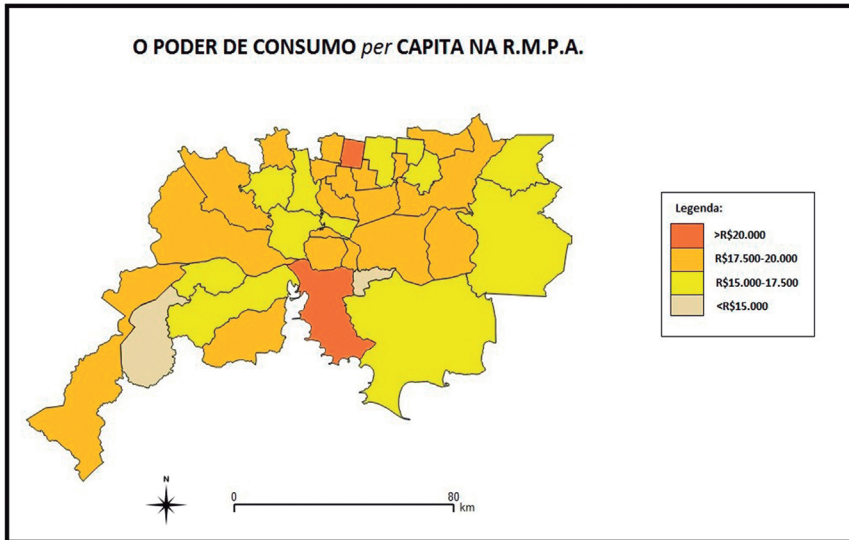 O PODER DE CONSUMO per CAPITA NA R.M.P.A.
Legenda:
>R$20.000
R$17.500-20.000
R$15.000-17.500
<R$15.000
N
0 80
km